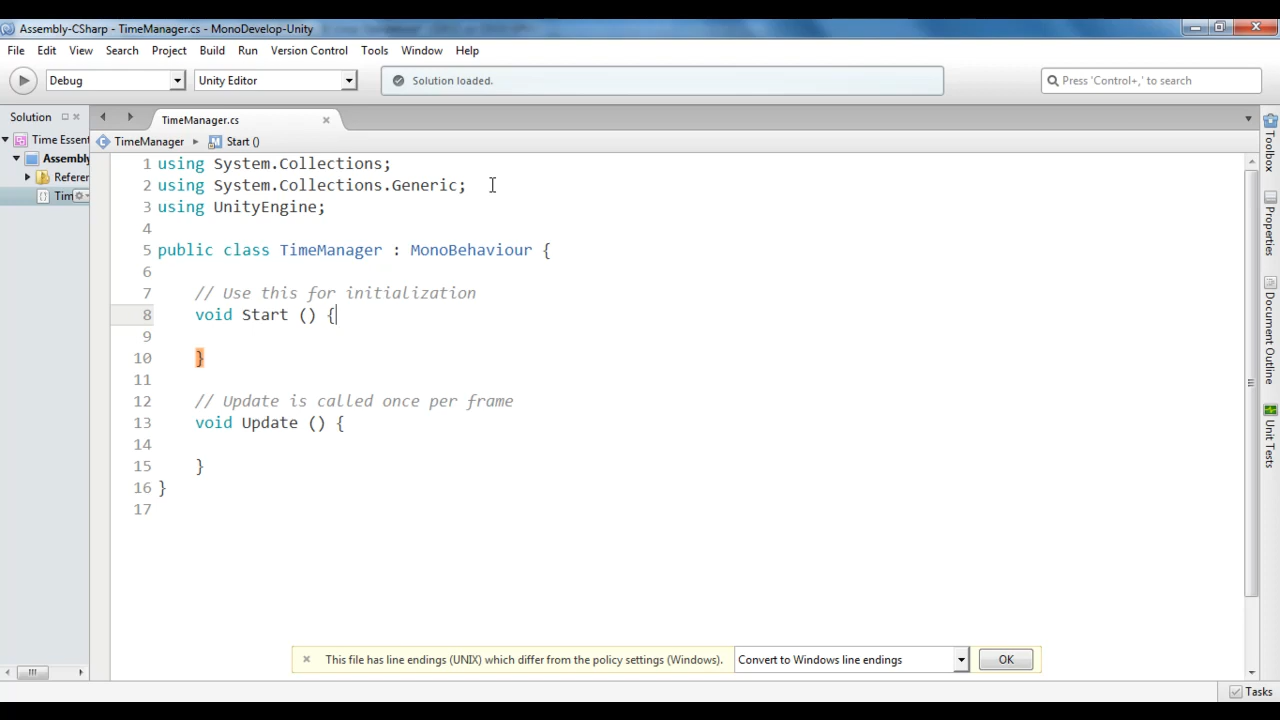 Assembly-CSharp - TimeManager.cs - MonoDevelop-Unity
File Edit View Search Project Build Run Version Control Tools Window Help
Debug Unity Editor Solution loaded. Press 'Control+,' to search
Solution TimeManager.cs
TimeManager Start ()
Time Essent
Assembly
Referen
Tim
1 using System.Collections;
2 using System.Collections.Generic;
3 using UnityEngine;
4
5 public class TimeManager : MonoBehaviour {
6
7 // Use this for initialization
8 void Start () {
9
10 }
11
12 // Update is called once per frame
13 void Update () {
14
15 }
16 }
17
Toolbox
Properties
Document Outline
Unit Tests
This file has line endings (UNIX) which differ from the policy settings (Windows). Convert to Windows line endings OK
Tasks